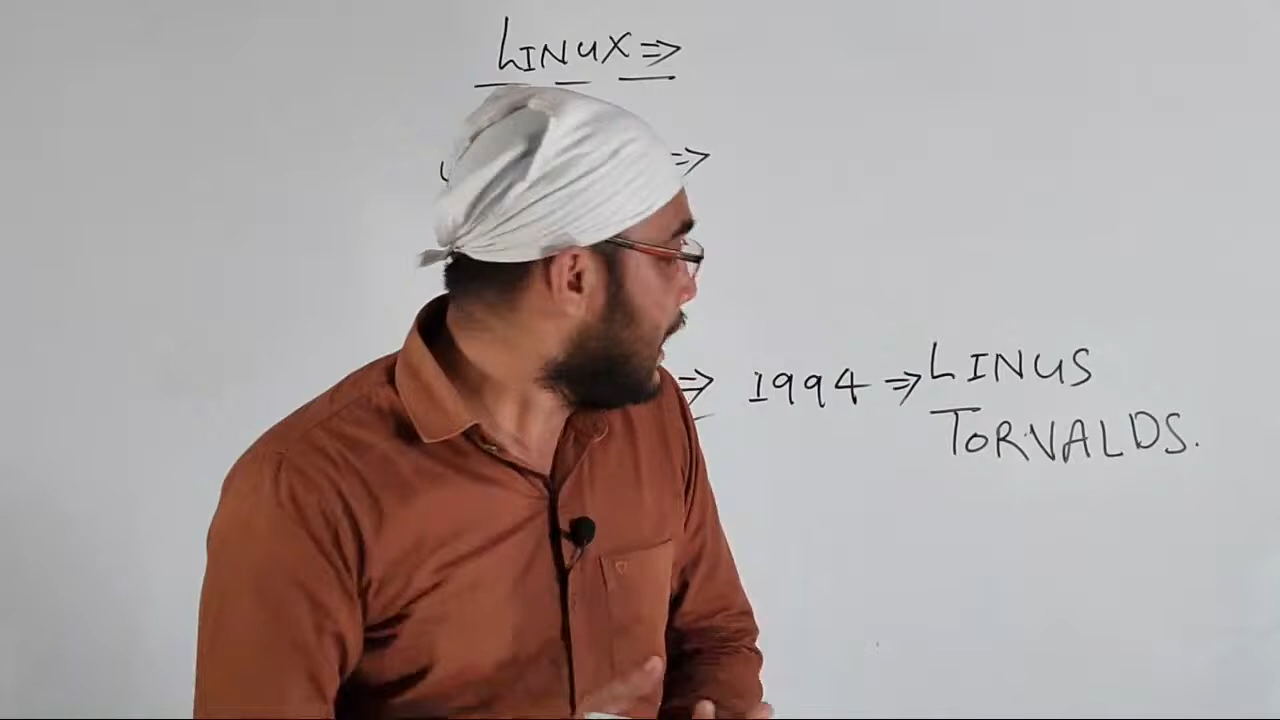 LINUX ⇒
⇒
⇒ 1994 ⇒ LINUS
TORVALDS.